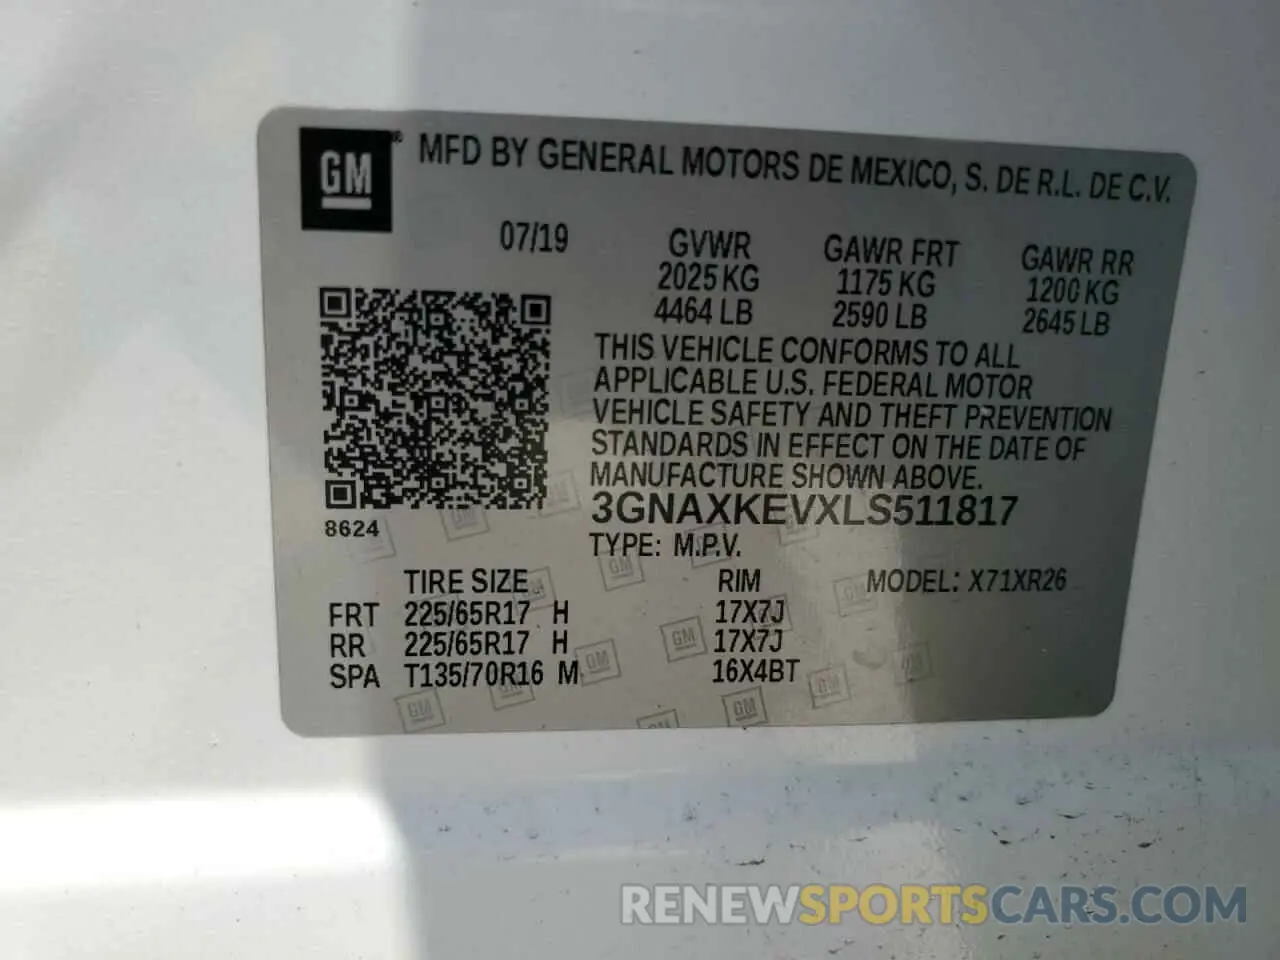 GM ® MFD BY GENERAL MOTORS DE MEXICO, S. DE R.L. DE C.V.
07/19
GVWR GAWR FRT GAWR RR
2025 KG 1175 KG 1200 KG
4464 LB 2590 LB 2645 LB
THIS VEHICLE CONFORMS TO ALL
APPLICABLE U.S. FEDERAL MOTOR
VEHICLE SAFETY AND THEFT PREVENTION
STANDARDS IN EFFECT ON THE DATE OF
MANUFACTURE SHOWN ABOVE.
3GNAXKEVXLS511817
8624
TYPE: M.P.V.
TIRE SIZE RIM MODEL: X71XR26
FRT 225/65R17 H 17X7J
RR 225/65R17 H 17X7J
SPA T135/70R16 M 16X4BT
RENEWSPORTSCARS.COM